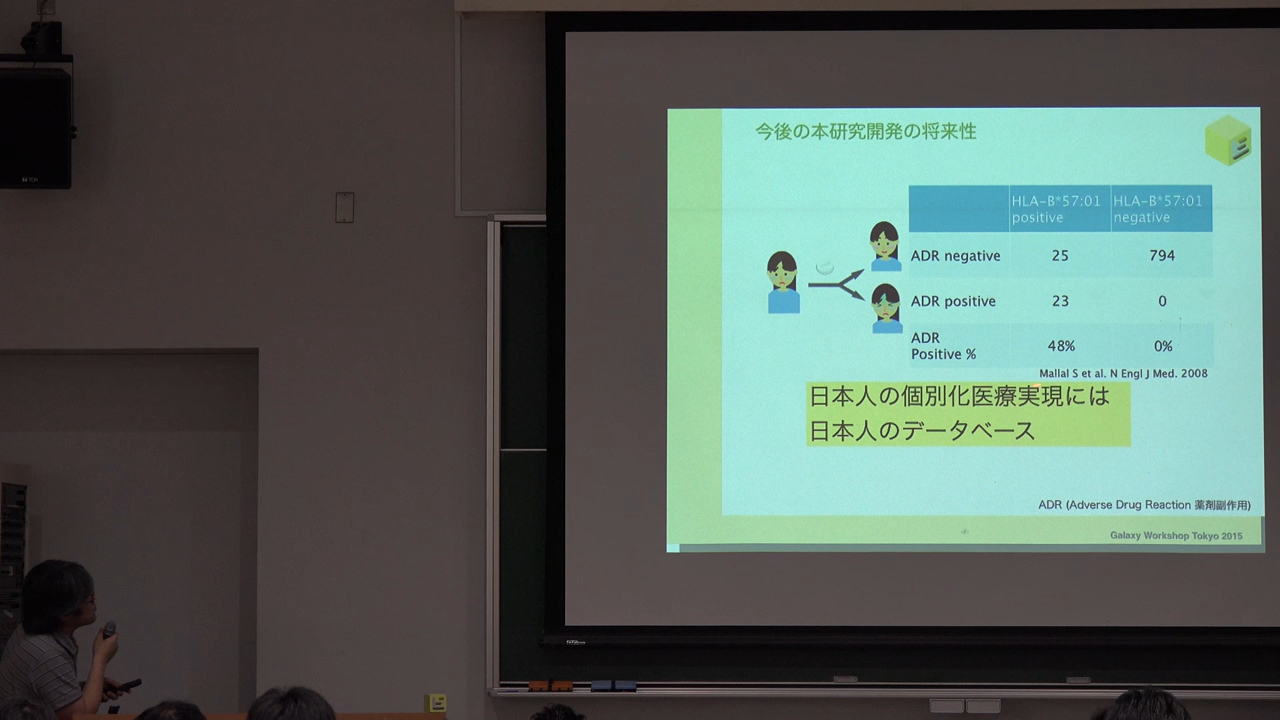 今後の本研究開発の将来性
HLA-B*57:01 positive
HLA-B*57:01 negative
ADR negative 25 794
ADR positive 23 0
ADR Positive % 48% 0%
Mallal S et al. N Engl J Med. 2008
日本人の個別化医療実現には
日本人のデータベース
ADR (Adverse Drug Reaction 薬剤副作用)
Galaxy Workshop Tokyo 2015
TOA